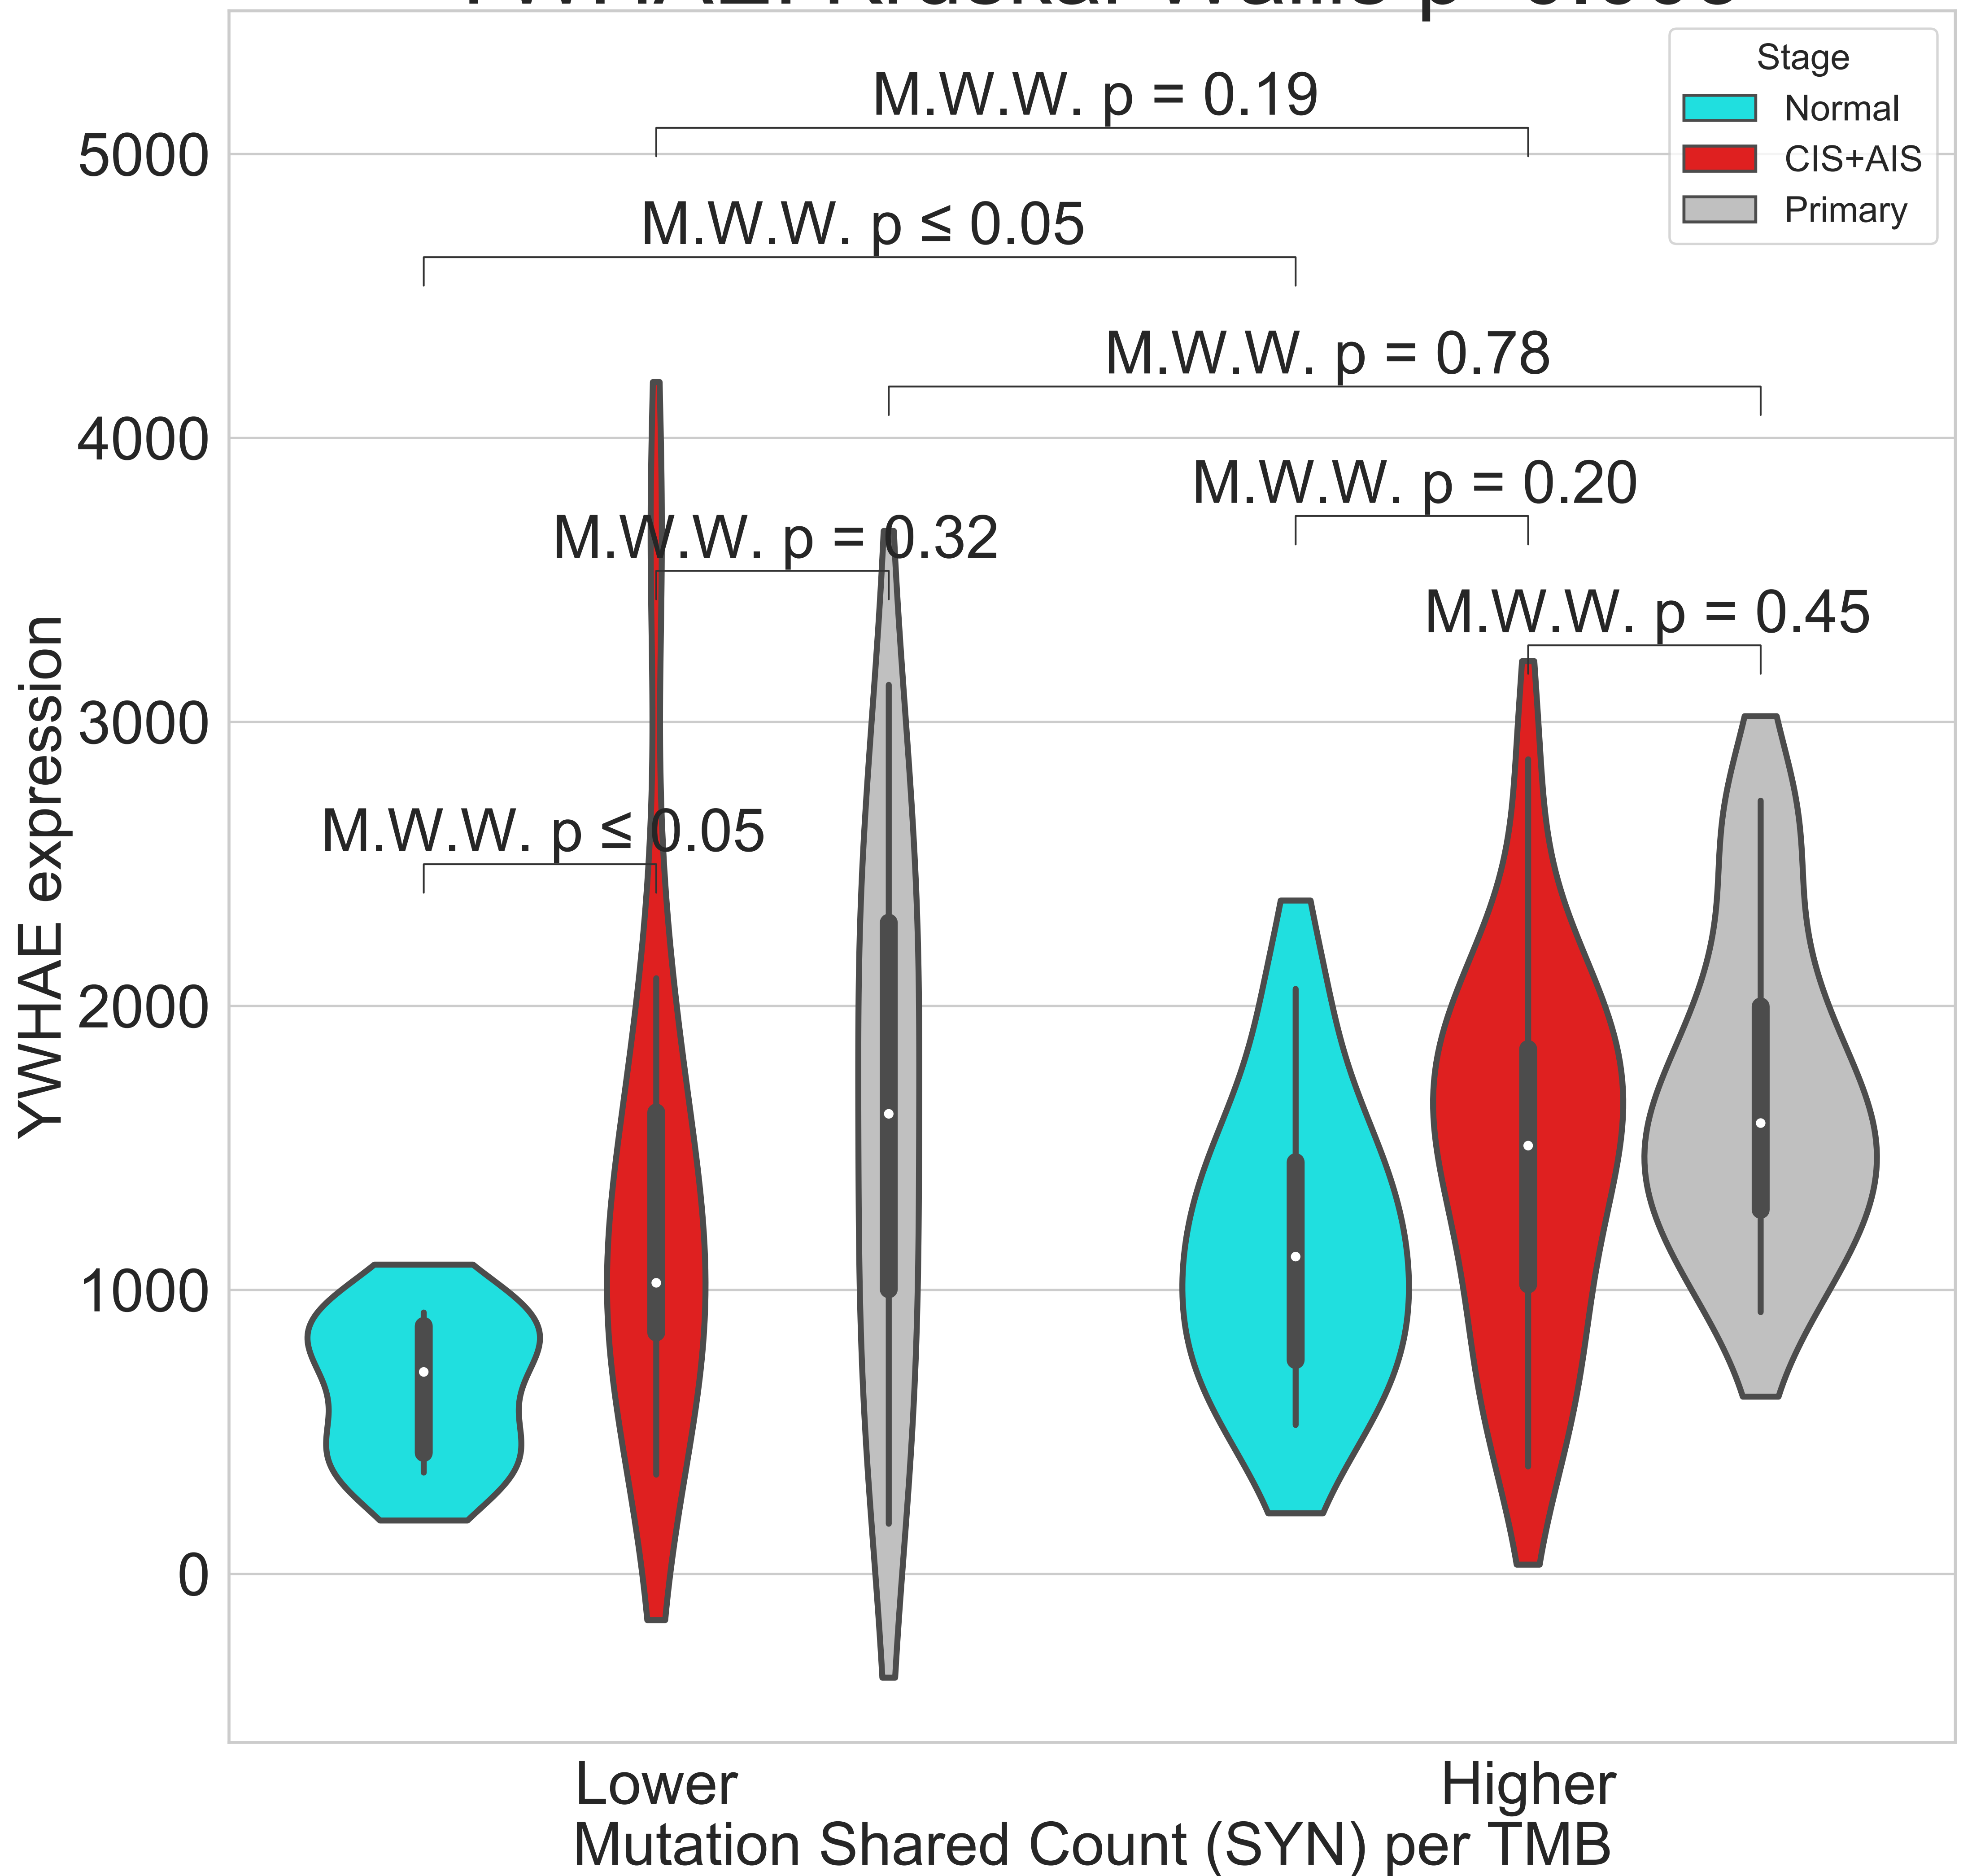 Stage
Normal
CIS+AIS
Primary
M.W.W. p = 0.19
M.W.W. p ≤ 0.05
M.W.W. p = 0.78
M.W.W. p = 0.20
M.W.W. p = 0.32
M.W.W. p = 0.45
M.W.W. p ≤ 0.05
5000
4000
3000
2000
1000
0
YWHAE expression
Lower
Higher
Mutation Shared Count (SYN) per TMB